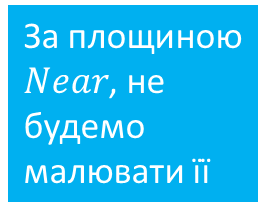 За площиною
Near, не
будемо
малювати її